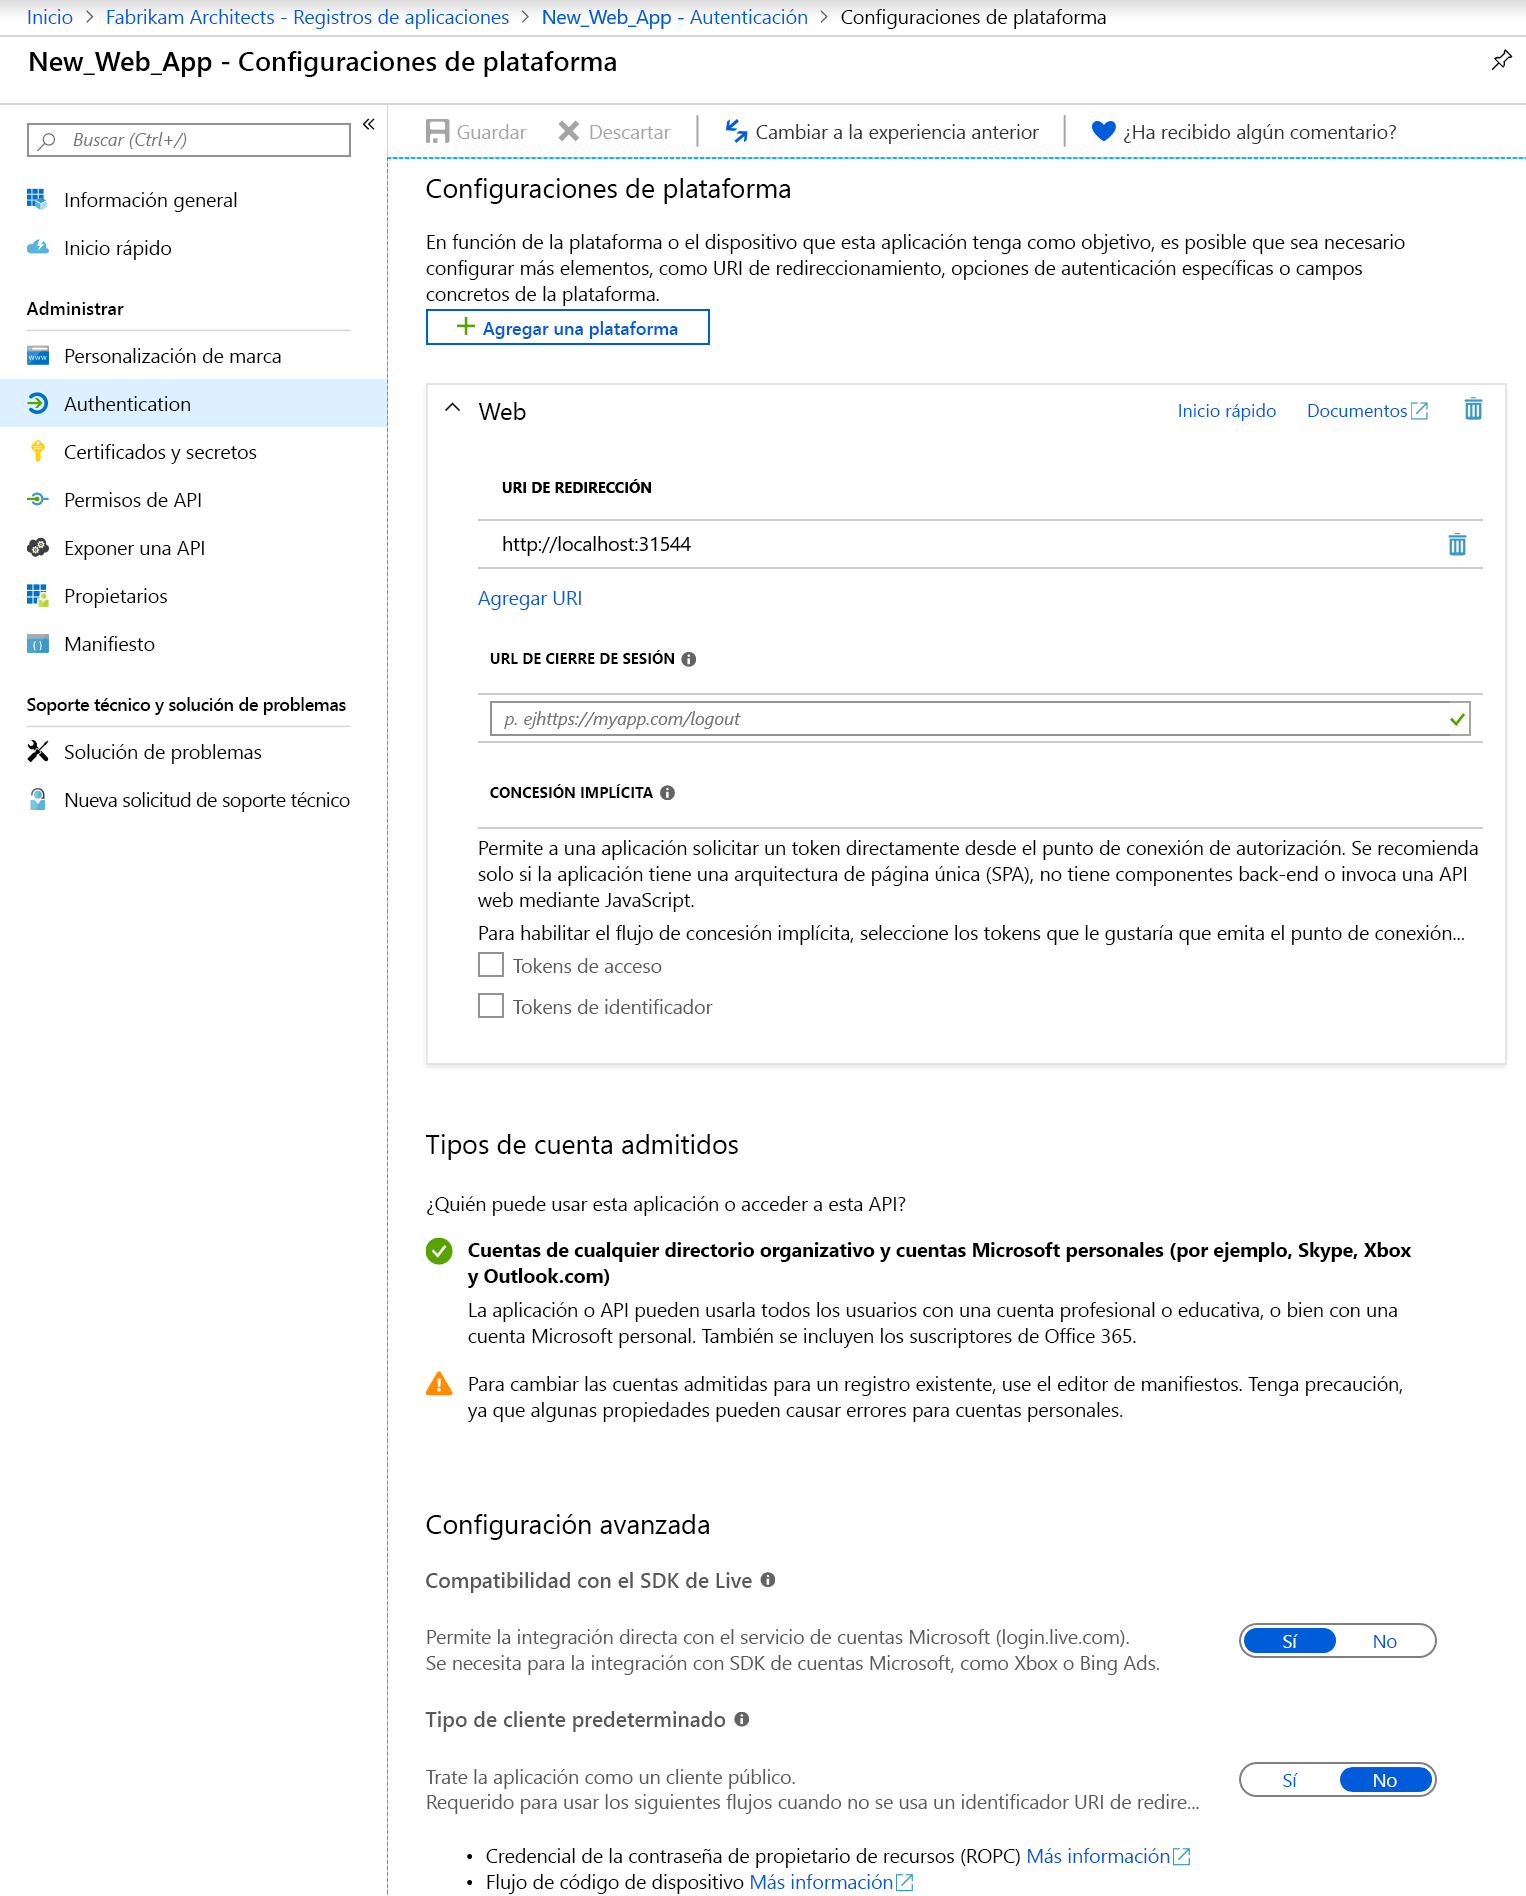 Inicio > Fabrikam Architects - Registros de aplicaciones > New_Web_App - Autenticación > Configuraciones de plataforma
New_Web_App - Configuraciones de plataforma
Buscar (Ctrl+/)
«
Información general
Inicio rápido
Administrar
Personalización de marca
Authentication
Certificados y secretos
Permisos de API
Exponer una API
Propietarios
Manifiesto
Soporte técnico y solución de problemas
Solución de problemas
Nueva solicitud de soporte técnico
Guardar Descartar Cambiar a la experiencia anterior ¿Ha recibido algún comentario?
Configuraciones de plataforma
En función de la plataforma o el dispositivo que esta aplicación tenga como objetivo, es posible que sea necesario
configurar más elementos, como URI de redireccionamiento, opciones de autenticación específicas o campos
concretos de la plataforma.
+ Agregar una plataforma
Web Inicio rápido Documentos
URI DE REDIRECCIÓN
http://localhost:31544
Agregar URI
URL DE CIERRE DE SESIÓN
p. ejhttps://myapp.com/logout
CONCESIÓN IMPLÍCITA
Permite a una aplicación solicitar un token directamente desde el punto de conexión de autorización. Se recomienda
solo si la aplicación tiene una arquitectura de página única (SPA), no tiene componentes back-end o invoca una API
web mediante JavaScript.
Para habilitar el flujo de concesión implícita, seleccione los tokens que le gustaría que emita el punto de conexión...
Tokens de acceso
Tokens de identificador
Tipos de cuenta admitidos
¿Quién puede usar esta aplicación o acceder a esta API?
Cuentas de cualquier directorio organizativo y cuentas Microsoft personales (por ejemplo, Skype, Xbox
y Outlook.com)
La aplicación o API pueden usarla todos los usuarios con una cuenta profesional o educativa, o bien con una
cuenta Microsoft personal. También se incluyen los suscriptores de Office 365.
Para cambiar las cuentas admitidas para un registro existente, use el editor de manifiestos. Tenga precaución,
ya que algunas propiedades pueden causar errores para cuentas personales.
Configuración avanzada
Compatibilidad con el SDK de Live
Permite la integración directa con el servicio de cuentas Microsoft (login.live.com).
Se necesita para la integración con SDK de cuentas Microsoft, como Xbox o Bing Ads.
Sí No
Tipo de cliente predeterminado
Trate la aplicación como un cliente público.
Requerido para usar los siguientes flujos cuando no se usa un identificador URI de redire...
Sí No
• Credencial de la contraseña de propietario de recursos (ROPC) Más información
• Flujo de código de dispositivo Más información